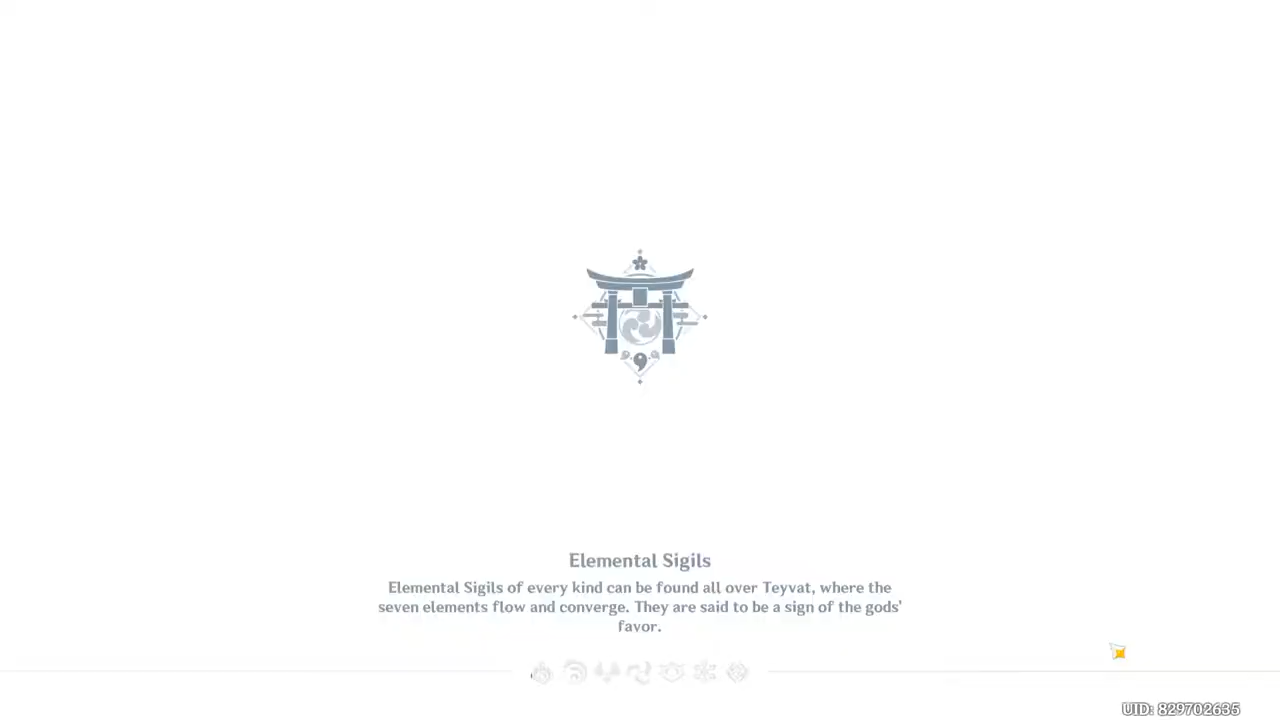 Elemental Sigils
Elemental Sigils of every kind can be found all over Teyvat, where the
seven elements flow and converge. They are said to be a sign of the gods'
favor.
UID: 829702635